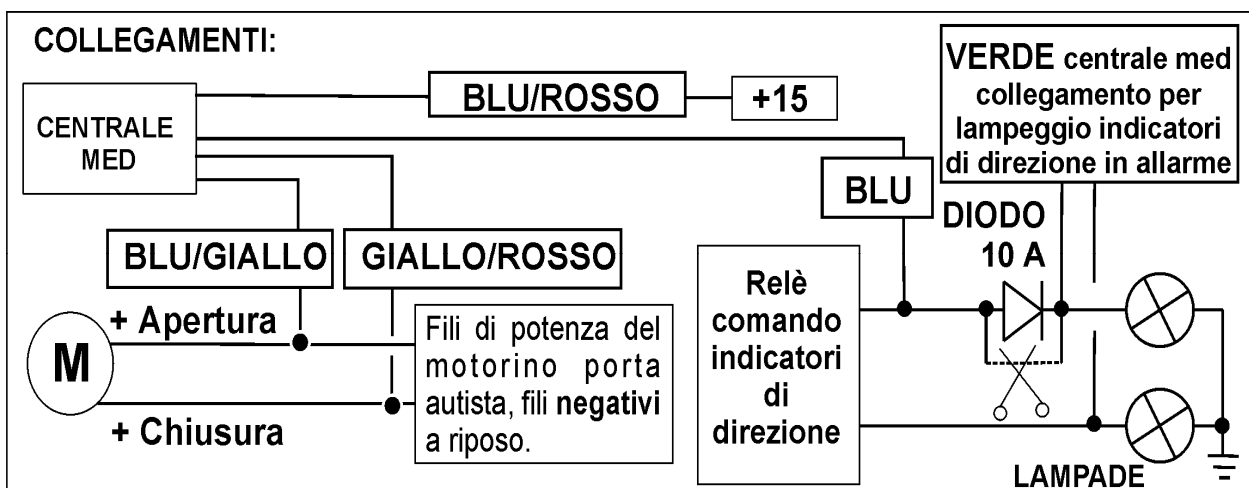 COLLEGAMENTI:
CENTRALE
MED
BLU/ROSSO
+15
VERDE centrale med
collegamento per
lampeggio indicatori
di direzione in allarme
BLU
DIODO
10 A
BLU/GIALLO
GIALLO/ROSSO
+ Apertura
M
+ Chiusura
Fili di potenza del
motorino porta
autista, fili negativi
a riposo.
Relè
comando
indicatori
di
direzione
LAMPADE